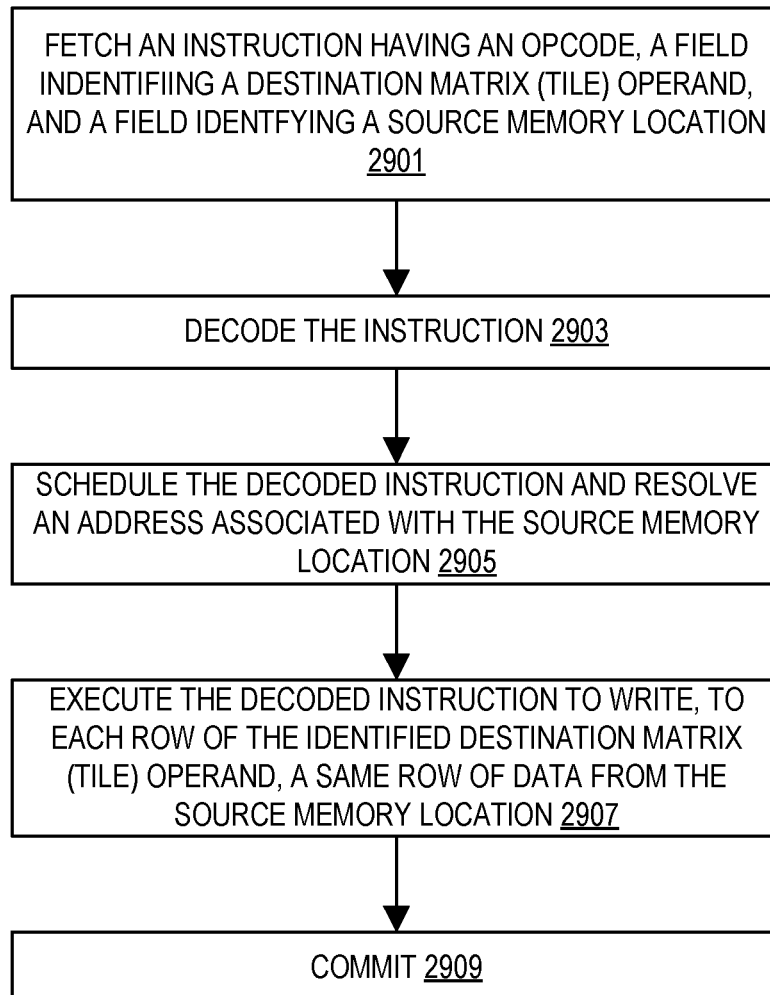 FETCH AN INSTRUCTION HAVING AN OPCODE, A FIELD
INDENTIFIING A DESTINATION MATRIX (TILE) OPERAND,
AND A FIELD IDENTFYING A SOURCE MEMORY LOCATION
2901
DECODE THE INSTRUCTION 2903
SCHEDULE THE DECODED INSTRUCTION AND RESOLVE
AN ADDRESS ASSOCIATED WITH THE SOURCE MEMORY
LOCATION 2905
EXECUTE THE DECODED INSTRUCTION TO WRITE, TO
EACH ROW OF THE IDENTIFIED DESTINATION MATRIX
(TILE) OPERAND, A SAME ROW OF DATA FROM THE
SOURCE MEMORY LOCATION 2907
COMMIT 2909